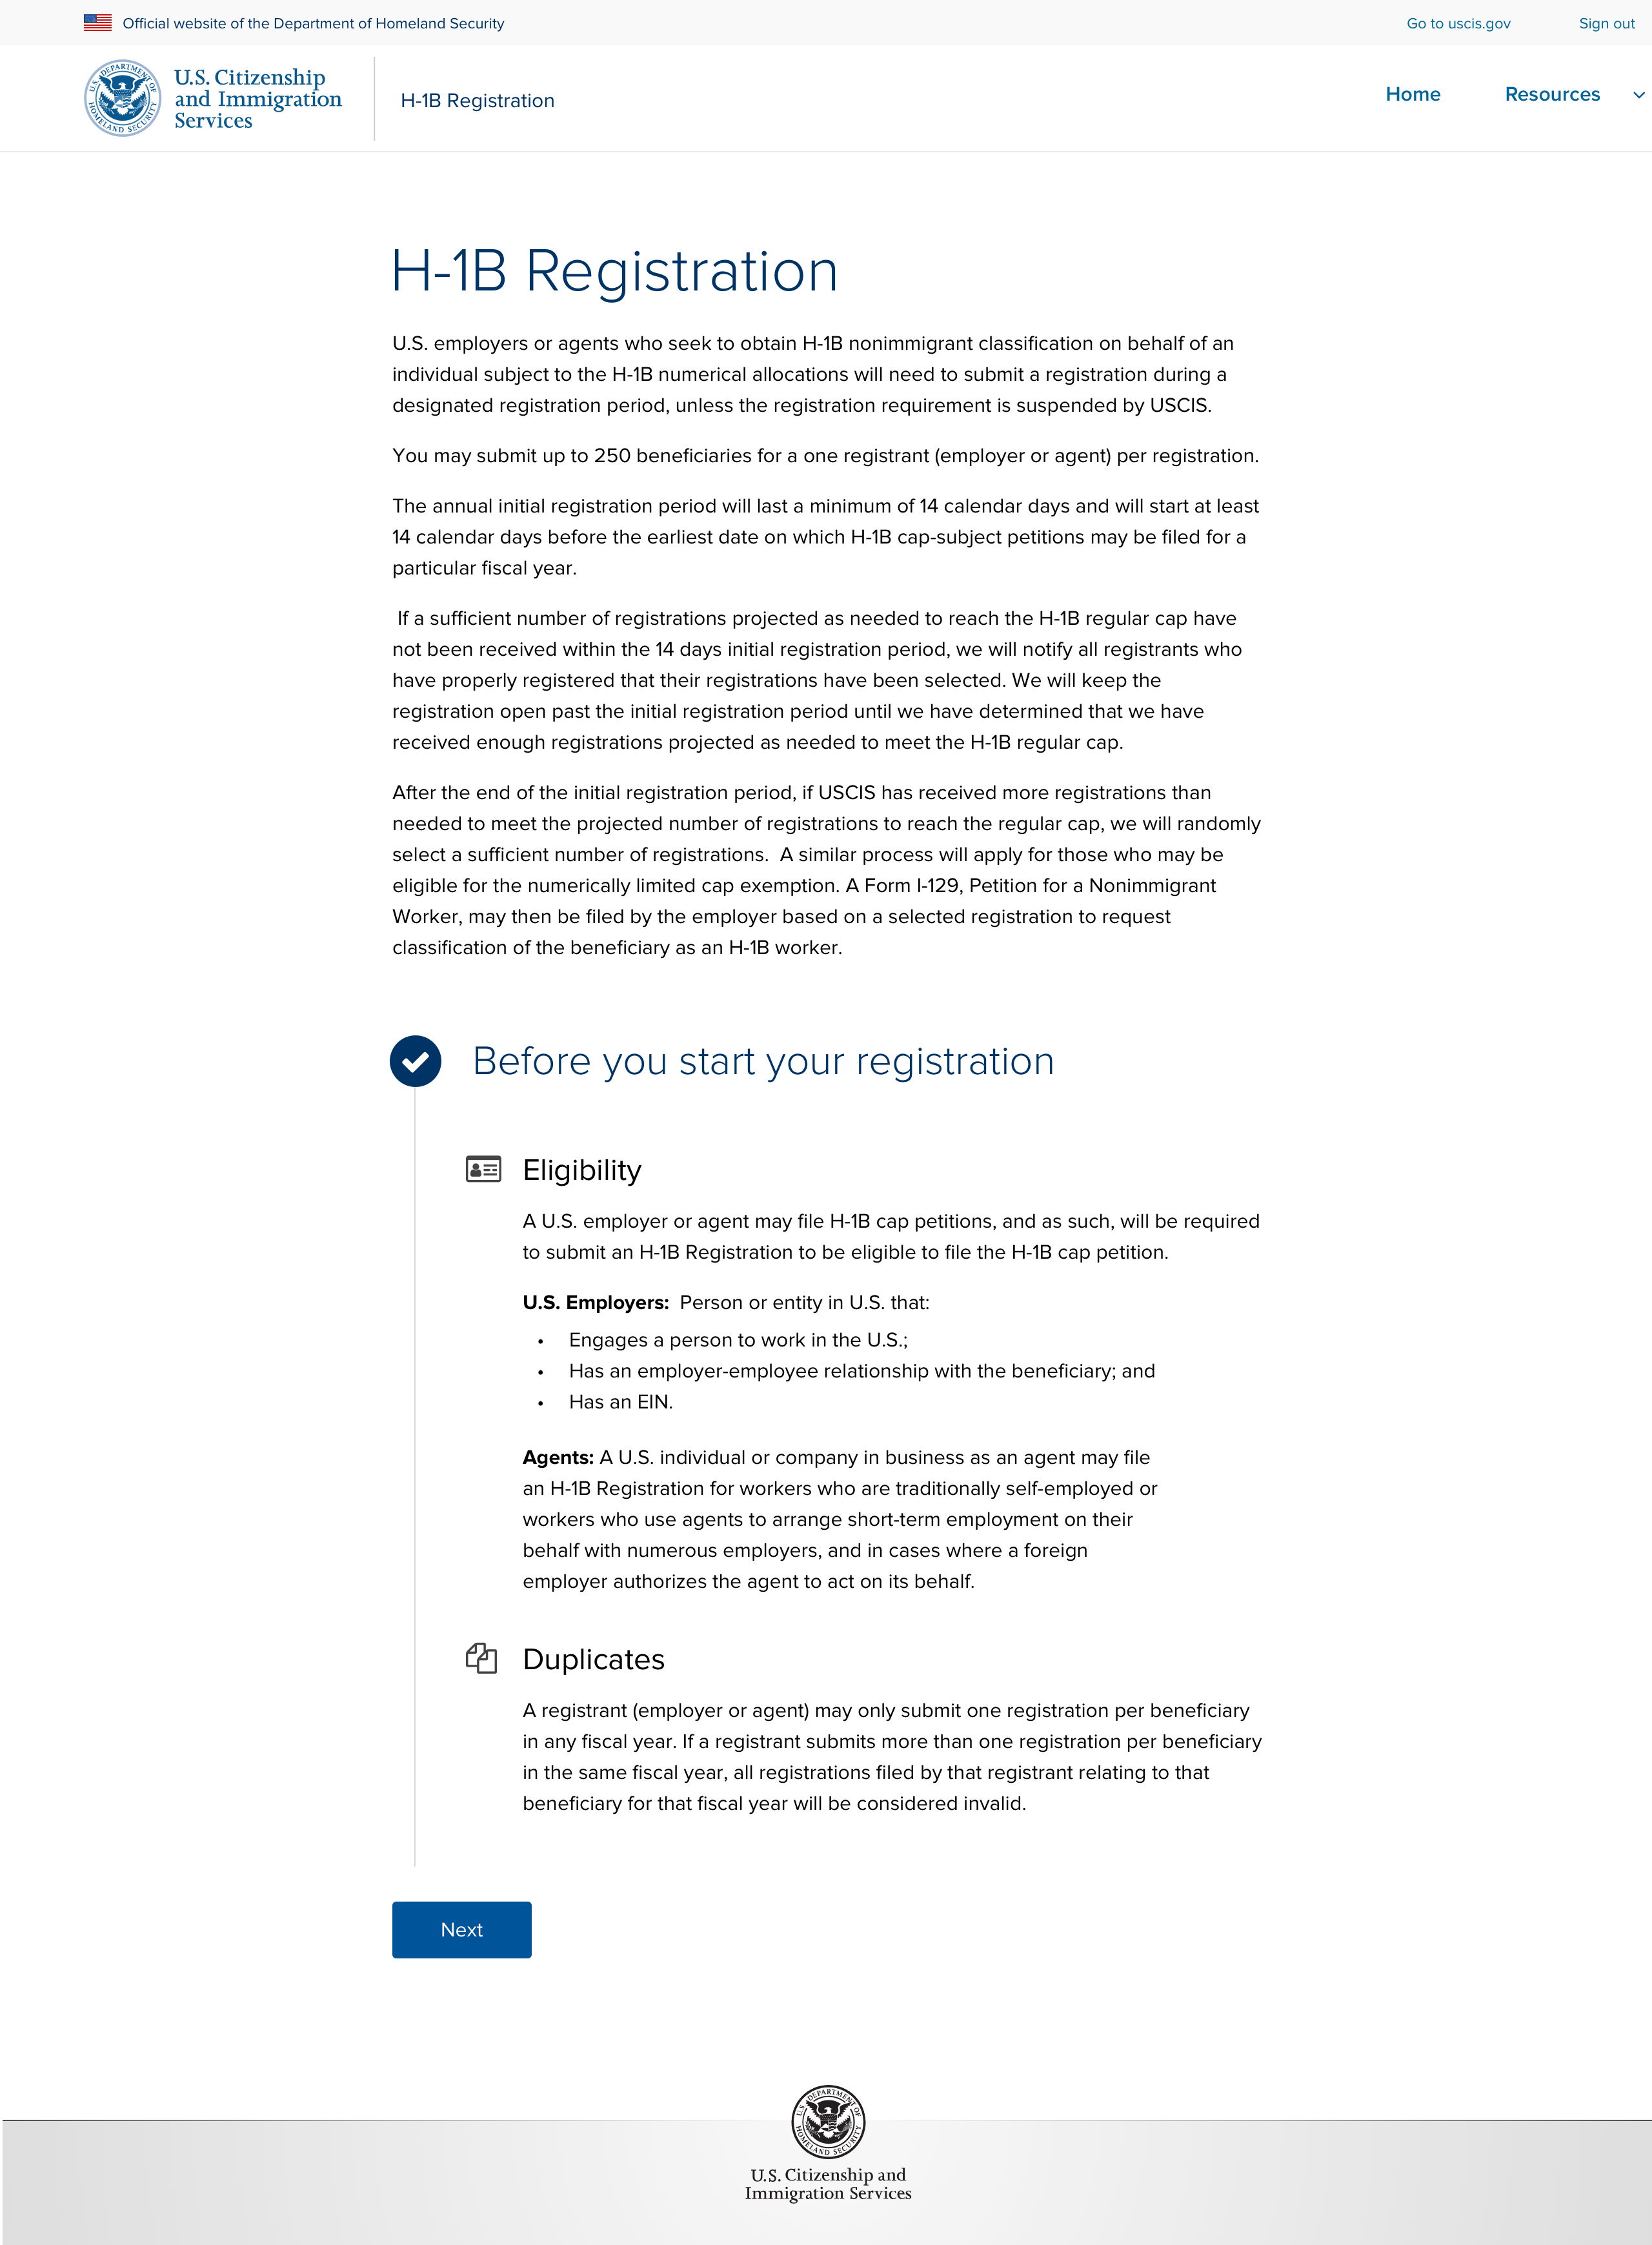 Official website of the Department of Homeland Security
Go to uscis.gov
Sign out
U.S. DEPARTMENT OF HOMELAND SECURITY
U.S. Citizenship
and Immigration
Services
H-1B Registration
Home
Resources
H-1B Registration
U.S. employers or agents who seek to obtain H-1B nonimmigrant classification on behalf of an
individual subject to the H-1B numerical allocations will need to submit a registration during a
designated registration period, unless the registration requirement is suspended by USCIS.
You may submit up to 250 beneficiaries for a one registrant (employer or agent) per registration.
The annual initial registration period will last a minimum of 14 calendar days and will start at least
14 calendar days before the earliest date on which H-1B cap-subject petitions may be filed for a
particular fiscal year.
If a sufficient number of registrations projected as needed to reach the H-1B regular cap have
not been received within the 14 days initial registration period, we will notify all registrants who
have properly registered that their registrations have been selected. We will keep the
registration open past the initial registration period until we have determined that we have
received enough registrations projected as needed to meet the H-1B regular cap.
After the end of the initial registration period, if USCIS has received more registrations than
needed to meet the projected number of registrations to reach the regular cap, we will randomly
select a sufficient number of registrations.  A similar process will apply for those who may be
eligible for the numerically limited cap exemption. A Form I-129, Petition for a Nonimmigrant
Worker, may then be filed by the employer based on a selected registration to request
classification of the beneficiary as an H-1B worker.
Before you start your registration
Eligibility
A U.S. employer or agent may file H-1B cap petitions, and as such, will be required
to submit an H-1B Registration to be eligible to file the H-1B cap petition.
U.S. Employers:  Person or entity in U.S. that:
• Engages a person to work in the U.S.;
• Has an employer-employee relationship with the beneficiary; and
• Has an EIN.
Agents: A U.S. individual or company in business as an agent may file
an H-1B Registration for workers who are traditionally self-employed or
workers who use agents to arrange short-term employment on their
behalf with numerous employers, and in cases where a foreign
employer authorizes the agent to act on its behalf.
Duplicates
A registrant (employer or agent) may only submit one registration per beneficiary
in any fiscal year. If a registrant submits more than one registration per beneficiary
in the same fiscal year, all registrations filed by that registrant relating to that
beneficiary for that fiscal year will be considered invalid.
Next
U.S. DEPARTMENT OF HOMELAND SECURITY
U.S. Citizenship and
Immigration Services